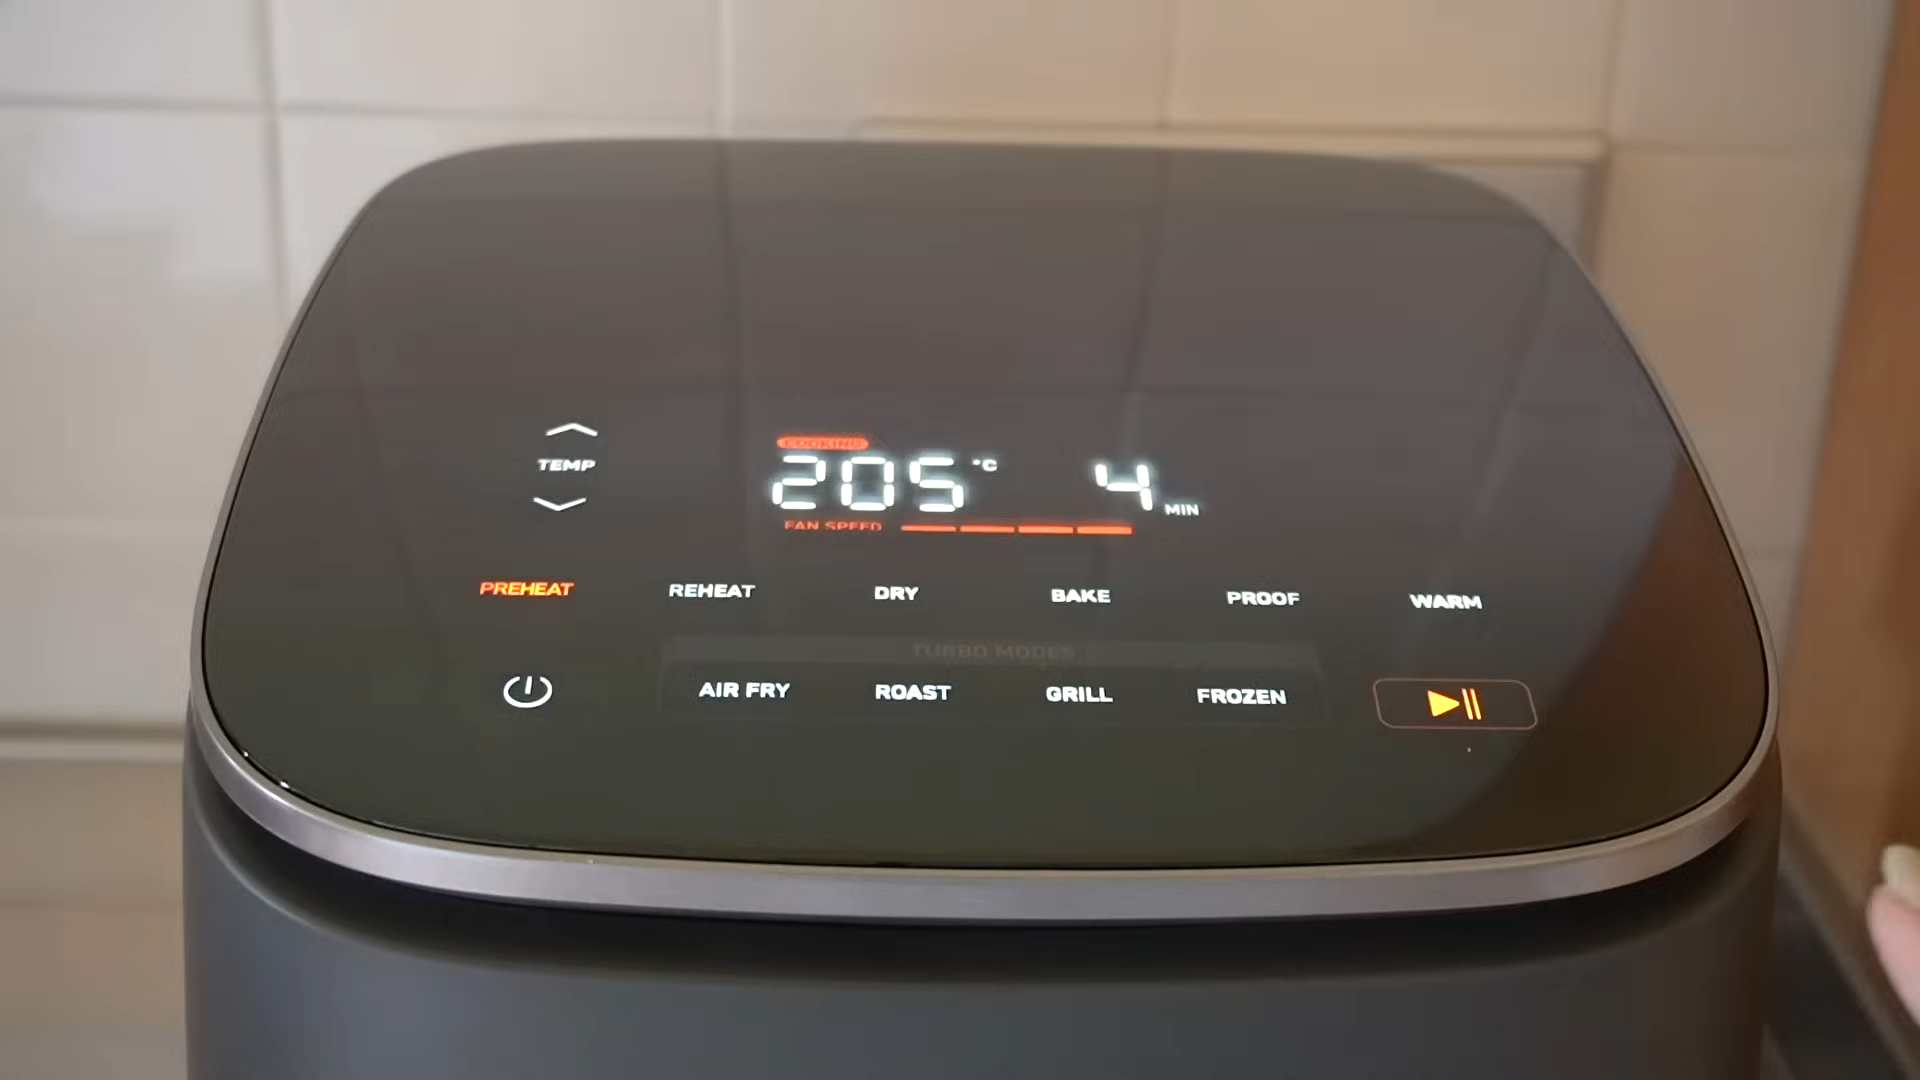 COOKING
TEMP
205 °C 4 MIN
FAN SPEED
PREHEAT REHEAT DRY BAKE PROOF WARM
TURBO MODES
AIR FRY ROAST GRILL FROZEN